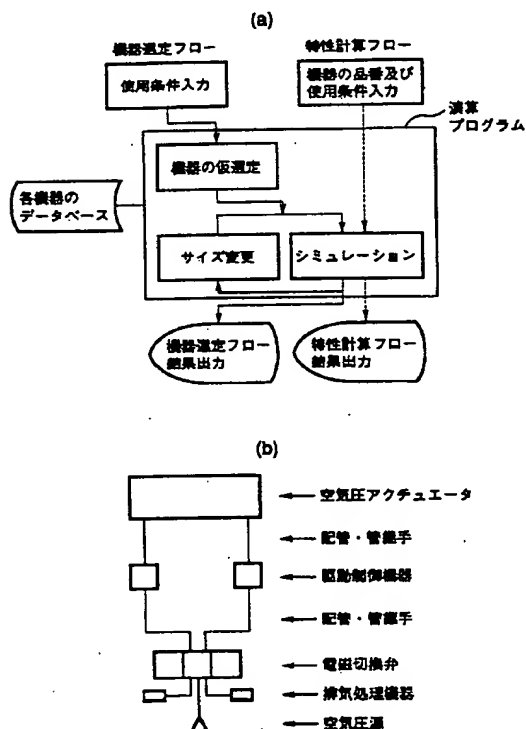 (a)
機器選定フロー
特性計算フロー
使用条件入力
機器の品番及び
使用条件入力
演算
プログラム
機器の仮選定
各機器の
データベース
サイズ変更
シミュレーション
機器選定フロー
結果出力
特性計算フロー
結果出力
(b)
空気圧アクチュエータ
配管・管継手
駆動制御機器
配管・管継手
電磁切換弁
排気処理機器
空気圧源